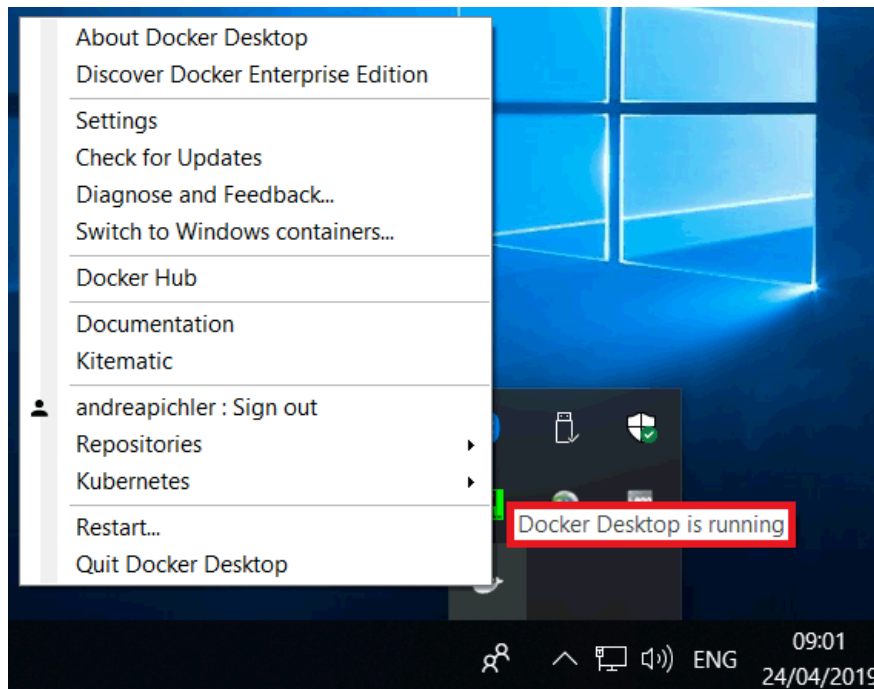 About Docker Desktop
Discover Docker Enterprise Edition
Settings
Check for Updates
Diagnose and Feedback...
Switch to Windows containers...
Docker Hub
Documentation
Kitematic
andreapichler : Sign out
Repositories
Kubernetes
Restart...
Quit Docker Desktop
Docker Desktop is running
ENG
09:01
24/04/2019